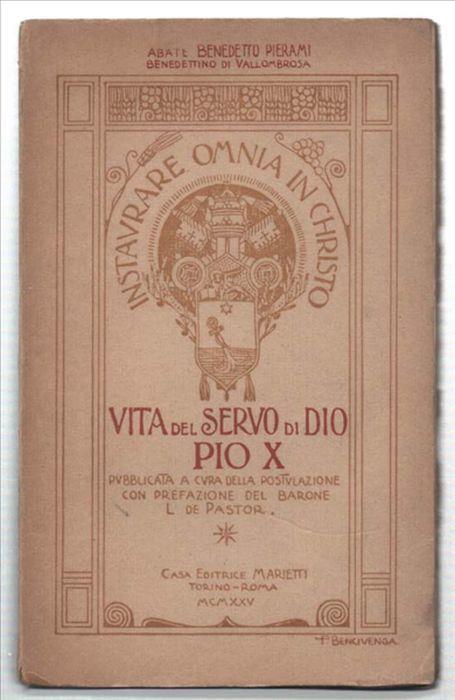 ABATE BENEDETTO PIERAMI
BENEDETTINO DI VALLOMBROSA
INSTAVRARE OMNIA IN CHRISTO
VITA DEL SERVO DI DIO
PIO X
PVBBLICATA A CVRA DELLA POSTVLAZIONE
CON PREFAZIONE DEL BARONE
L. DE PASTOR.
CASA EDITRICE MARIETTI
TORINO-ROMA
MCMXXV
T BENCIVENGA